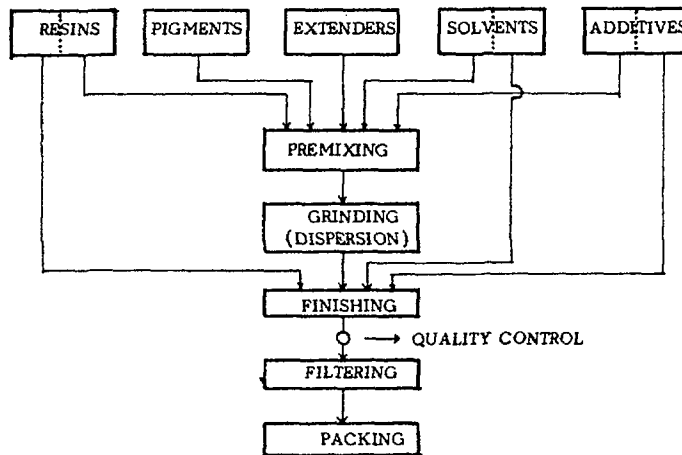 RESINS
PIGMENTS
EXTENDERS
SOLVENTS
ADDITIVES
PREMIXING
GRINDING
(DISPERSION)
FINISHING
QUALITY CONTROL
FILTERING
PACKING